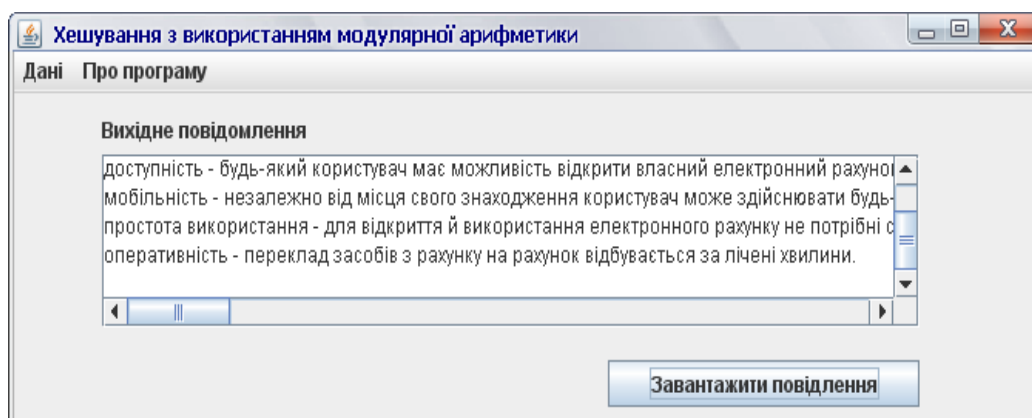 Хешування з використанням модулярної арифметики
Дані Про програму
Вихідне повідомлення
доступність - будь-який користувач має можливість відкрити власний електронний
мобільність - незалежно від місця свого знаходження користувач може здійснювати будь-
простота використання - для відкриття й використання електронного рахунку не потрібні с
оперативність - переклад засобів з рахунку на рахунок відбувається за лічені хвилини.
Завантажити повідлення